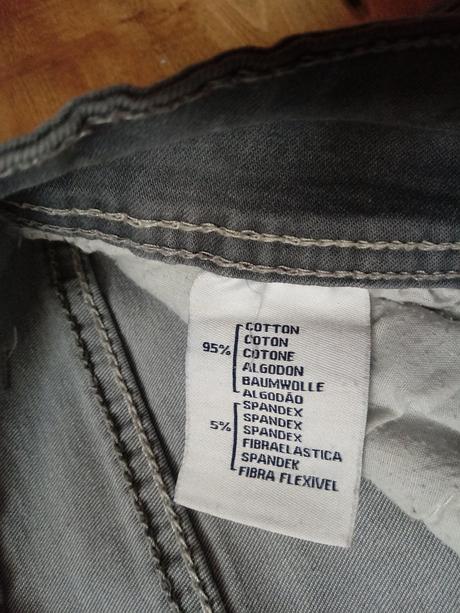 95%
COTTON
COTON
COTONE
ALGODON
BAUMWOLLE
ALGODÃO
5%
SPANDEX
SPANDEX
SPANDEX
FIBRAELASTICA
SPANDEK
FIBRA FLEXIVEL